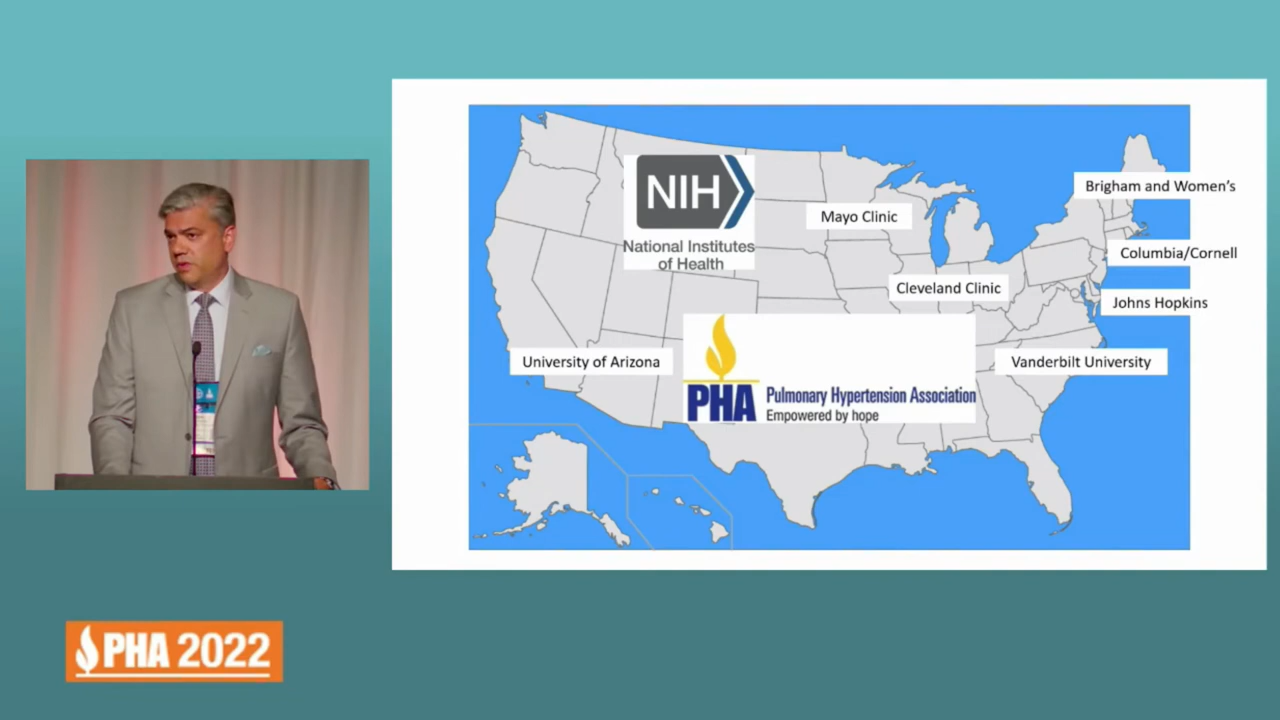 NIH
National Institutes
of Health
Brigham and Women's
Mayo Clinic
Columbia/Cornell
Cleveland Clinic
Johns Hopkins
University of Arizona
Vanderbilt University
PHA Pulmonary Hypertension Association
Empowered by hope
PHA 2022